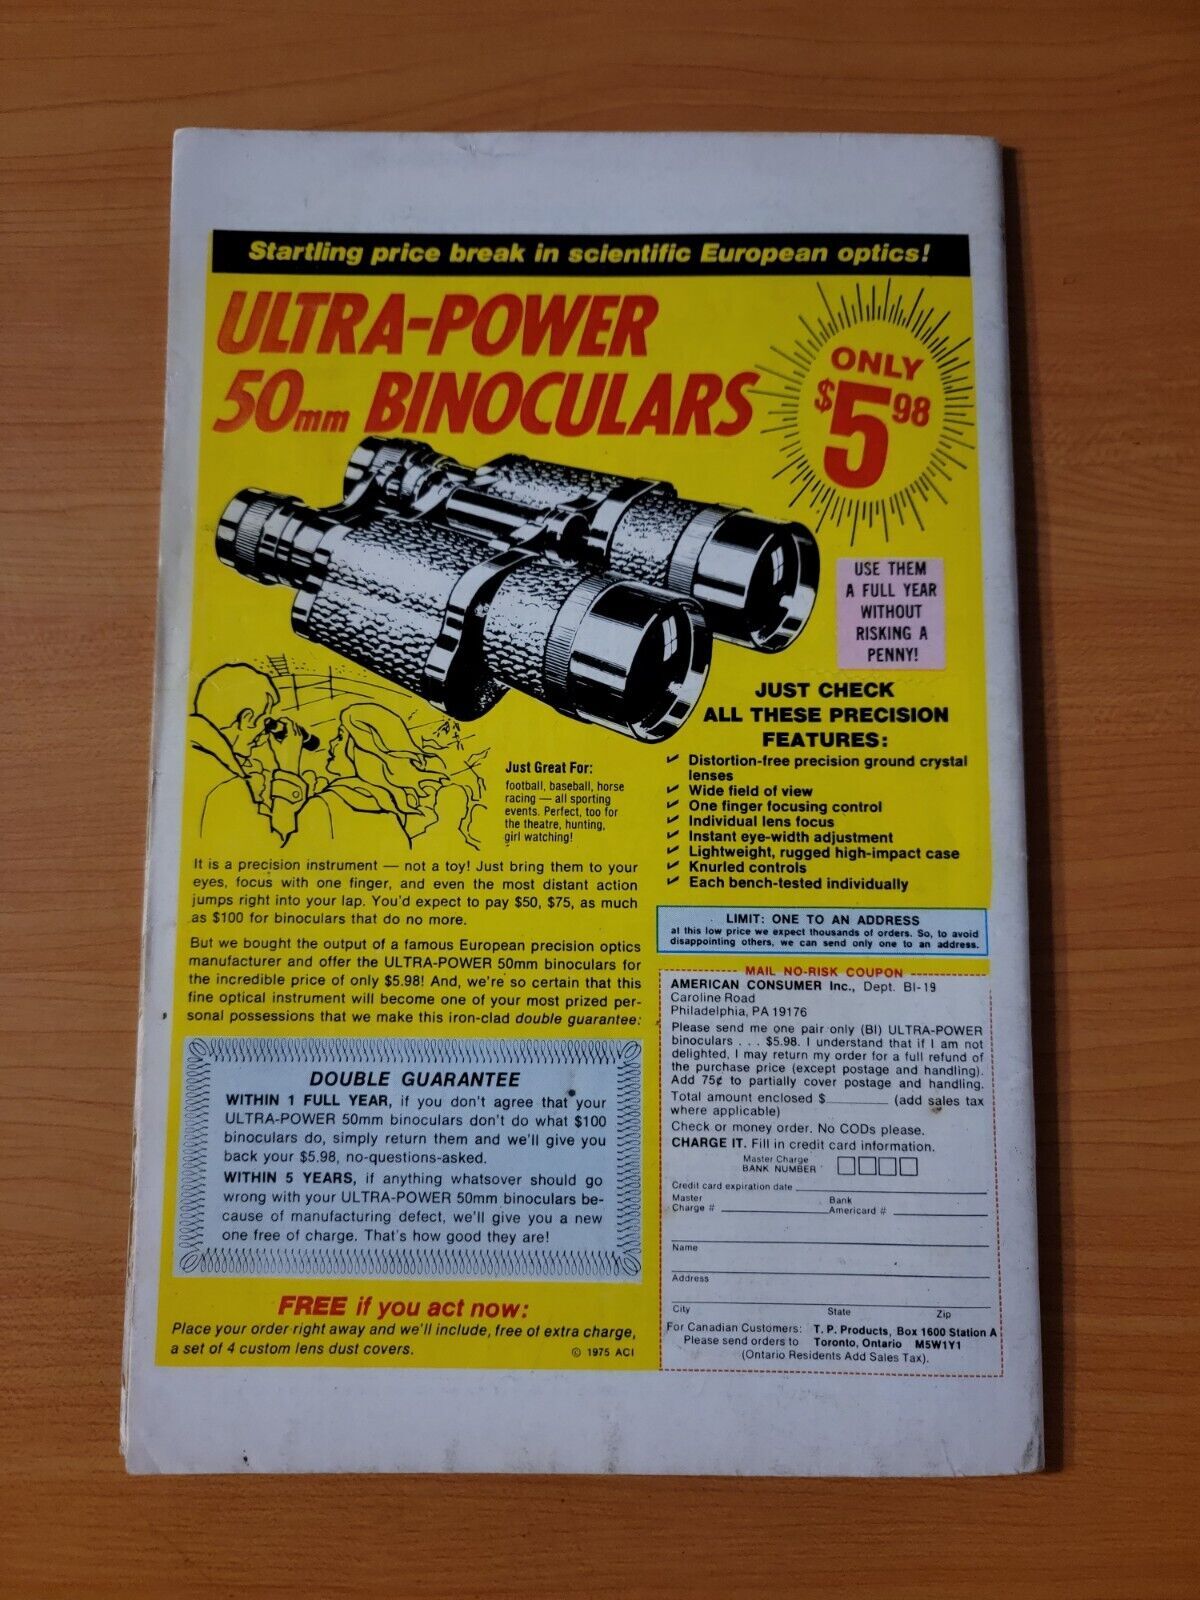 Startling price break in scientific European optics!
ULTRA-POWER
50mm BINOCULARS
ONLY
$5.98
USE THEM
A FULL YEAR
WITHOUT
RISKING A
PENNY!
JUST CHECK
ALL THESE PRECISION
FEATURES:
✓ Distortion-free precision ground crystal
lenses
✓ Wide field of view
✓ One finger focusing control
✓ Individual lens focus
✓ Instant eye-width adjustment
✓ Lightweight, rugged high-impact case
✓ Knurled controls
✓ Each bench-tested individually
Just Great For:
football, baseball, horse
racing — all sporting
events. Perfect, too for
the theatre, hunting,
girl watching!
It is a precision instrument — not a toy! Just bring them to your
eyes, focus with one finger, and even the most distant action
jumps right into your lap. You'd expect to pay $50, $75, as much
as $100 for binoculars that do no more.
But we bought the output of a famous European precision optics
manufacturer and offer the ULTRA-POWER 50mm binoculars for
the incredible price of only $5.98! And, we're so certain that this
fine optical instrument will become one of your most prized per-
sonal possessions that we make this iron-clad double guarantee:
DOUBLE GUARANTEE
WITHIN 1 FULL YEAR, if you don't agree that your
ULTRA-POWER 50mm binoculars don't do what $100
binoculars do, simply return them and we'll give you
back your $5.98, no-questions-asked.
WITHIN 5 YEARS, if anything whatsoever should go
wrong with your ULTRA-POWER 50mm binoculars be-
cause of manufacturing defect, we'll give you a new
one free of charge. That's how good they are!
FREE if you act now:
Place your order right away and we'll include, free of extra charge,
a set of 4 custom lens dust covers.
© 1975 ACI
LIMIT: ONE TO AN ADDRESS
at this low price we expect thousands of orders. So, to avoid
disappointing others, we can send only one to an address.
MAIL NO-RISK COUPON
AMERICAN CONSUMER Inc., Dept. BI-19
Caroline Road
Philadelphia, PA 19176
Please send me one pair only (BI) ULTRA-POWER
binoculars . . . $5.98. I understand that if I am not
delighted, I may return my order for a full refund of
the purchase price (except postage and handling).
Add 75¢ to partially cover postage and handling.
Total amount enclosed $________ (add sales tax
where applicable)
Check or money order. No CODs please.
CHARGE IT. Fill in credit card information.
Master Charge
BANK NUMBER
Credit card expiration date
Master Charge #
Bank Americard #
Name
Address
City State Zip
For Canadian Customers: T. P. Products, Box 1600 Station A
Please send orders to Toronto, Ontario M5W1Y1
(Ontario Residents Add Sales Tax).